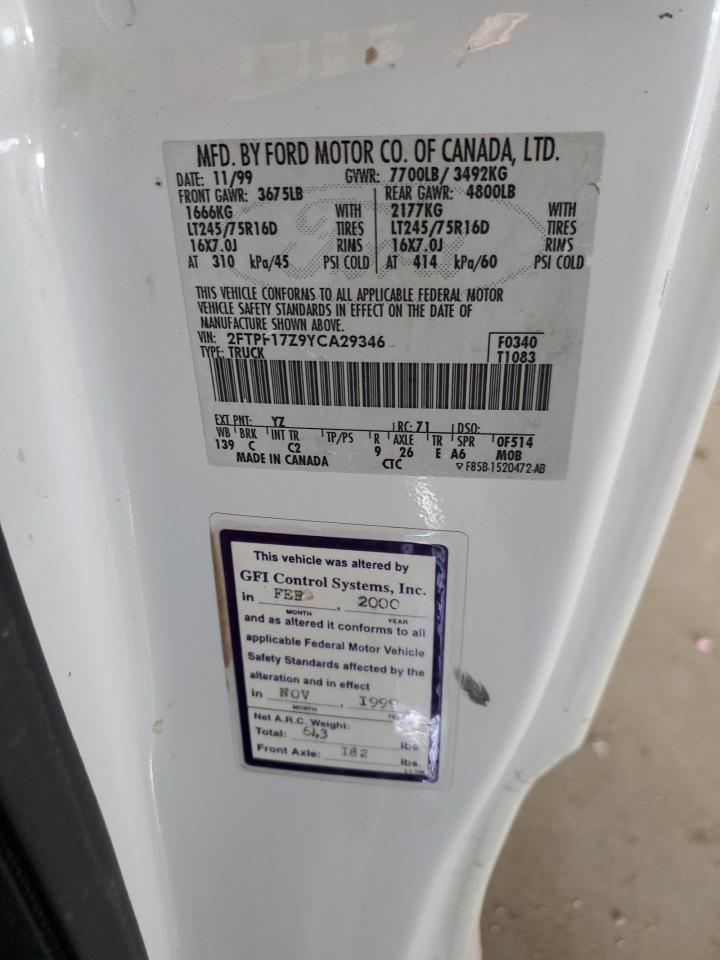 MFD. BY FORD MOTOR CO. OF CANADA, LTD.
DATE: 11/99 GVWR: 7700LB/ 3492KG
FRONT GAWR: 3675LB REAR GAWR: 4800LB
1666KG WITH 2177KG WITH
LT245/75R16D TIRES LT245/75R16D TIRES
16X7.0J RIMS 16X7.0J RIMS
AT 310 kPa/45 PSI COLD AT 414 kPa/60 PSI COLD
THIS VEHICLE CONFORMS TO ALL APPLICABLE FEDERAL MOTOR
VEHICLE SAFETY STANDARDS IN EFFECT ON THE DATE OF
MANUFACTURE SHOWN ABOVE.
VIN: 2FTPF17Z9YCA29346 F0340
TYPE: TRUCK T1083
EXT PNT: YZ RC: 71 DSO:
WB BRK INT TR TP/PS R AXLE TR SPR 0F514
139 C C2 9 26 E A6 MOB
MADE IN CANADA CTC ▽ F85B-1520472-AB
This vehicle was altered by
GFI Control Systems, Inc.
in FEB, 2000
MONTH YEAR
and as altered it conforms to all
applicable Federal Motor Vehicle
Safety Standards affected by the
alteration and in effect
in NOV, 1999
MONTH
Net A.R.C. Weight:
Total: 643 lbs.
Front Axle: 182 lbs.